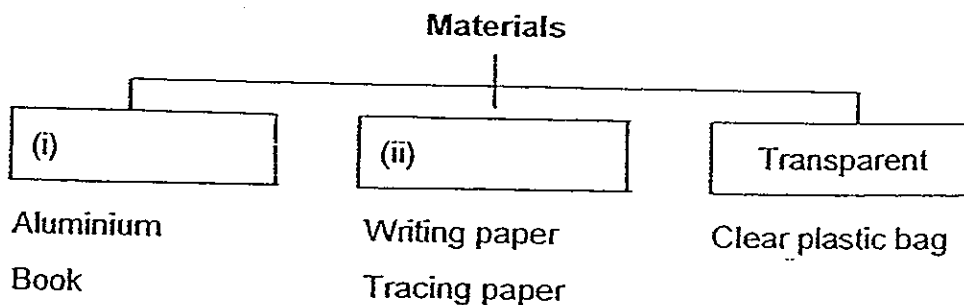 Materials
(i)
(ii)
Transparent
Aluminium
Writing paper
Clear plastic bag
Book
Tracing paper